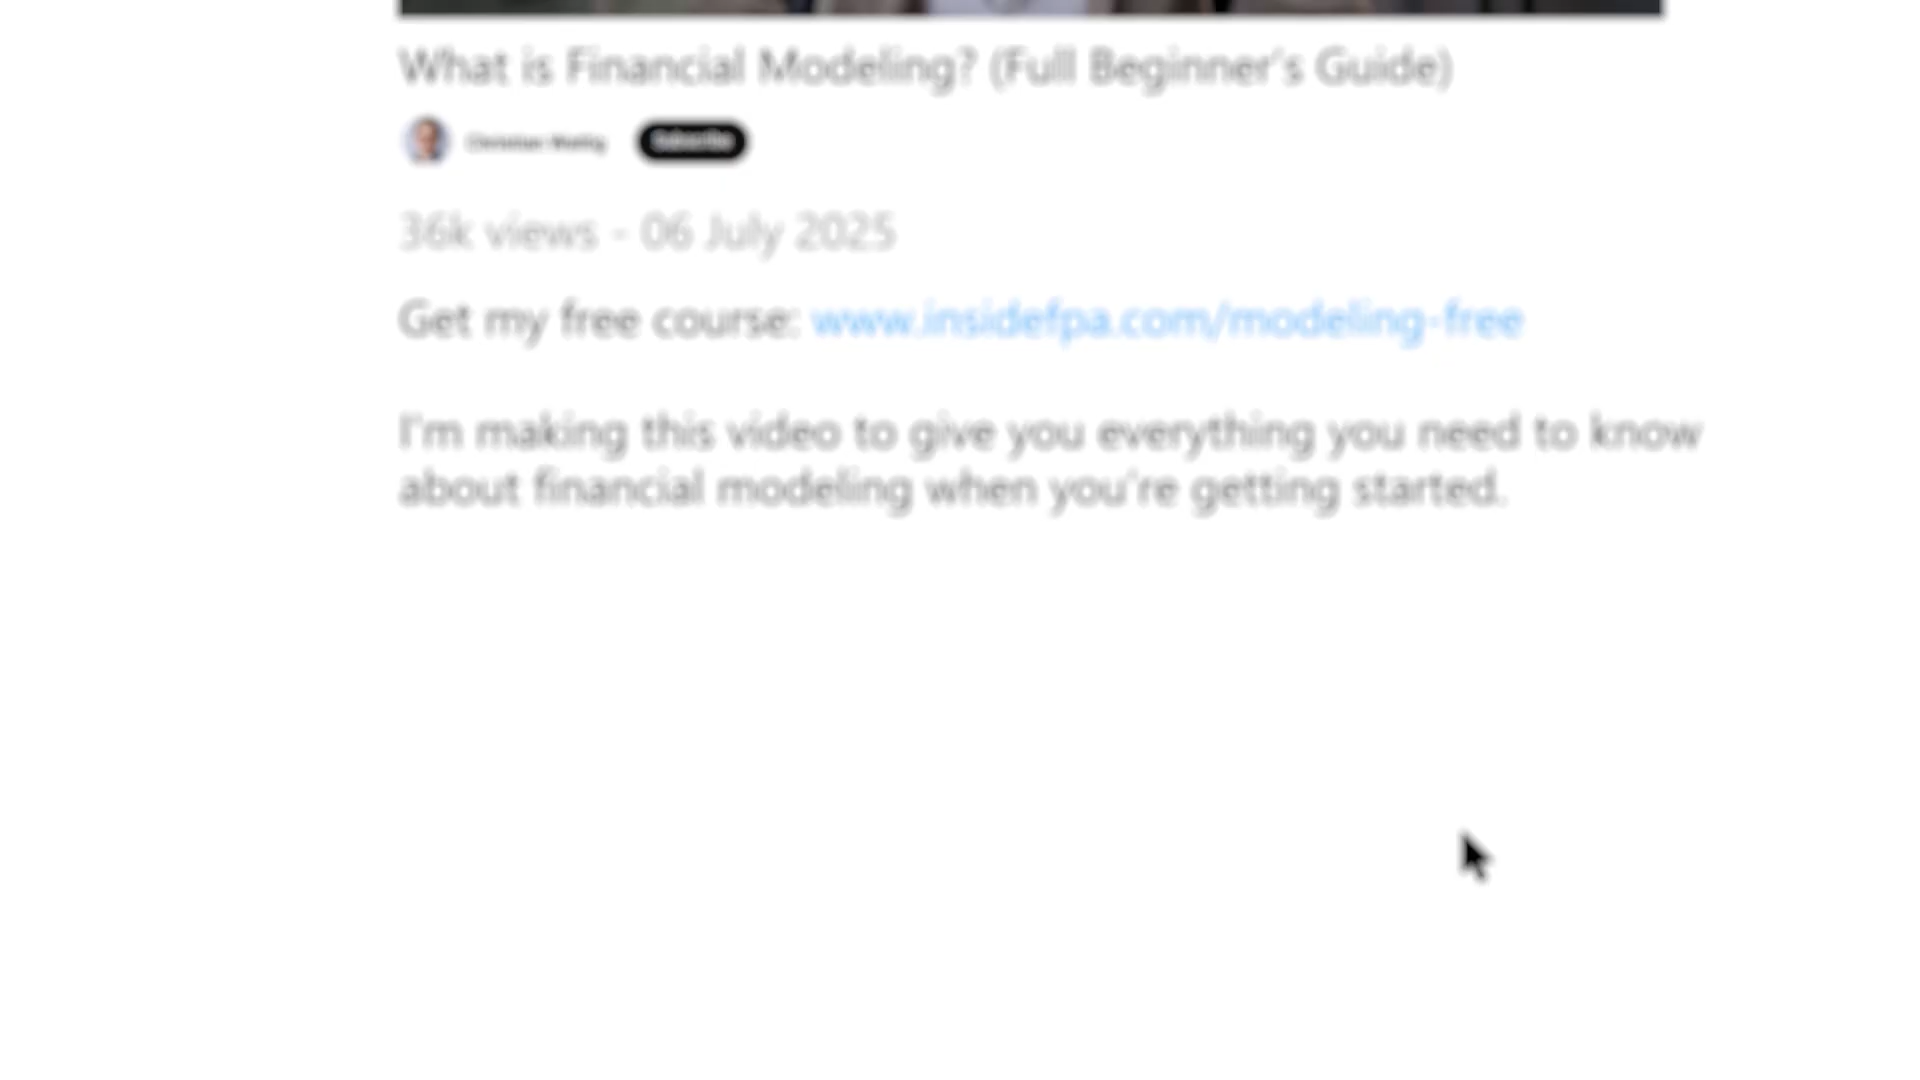 What is Financial Modeling? (Full Beginner's Guide)
Christian Subscribe
36k views - 06 July 2025
Get my free course: www.insidefpa.com/modeling-free
I'm making this video to give you everything you need to know
about financial modeling when you're getting started.